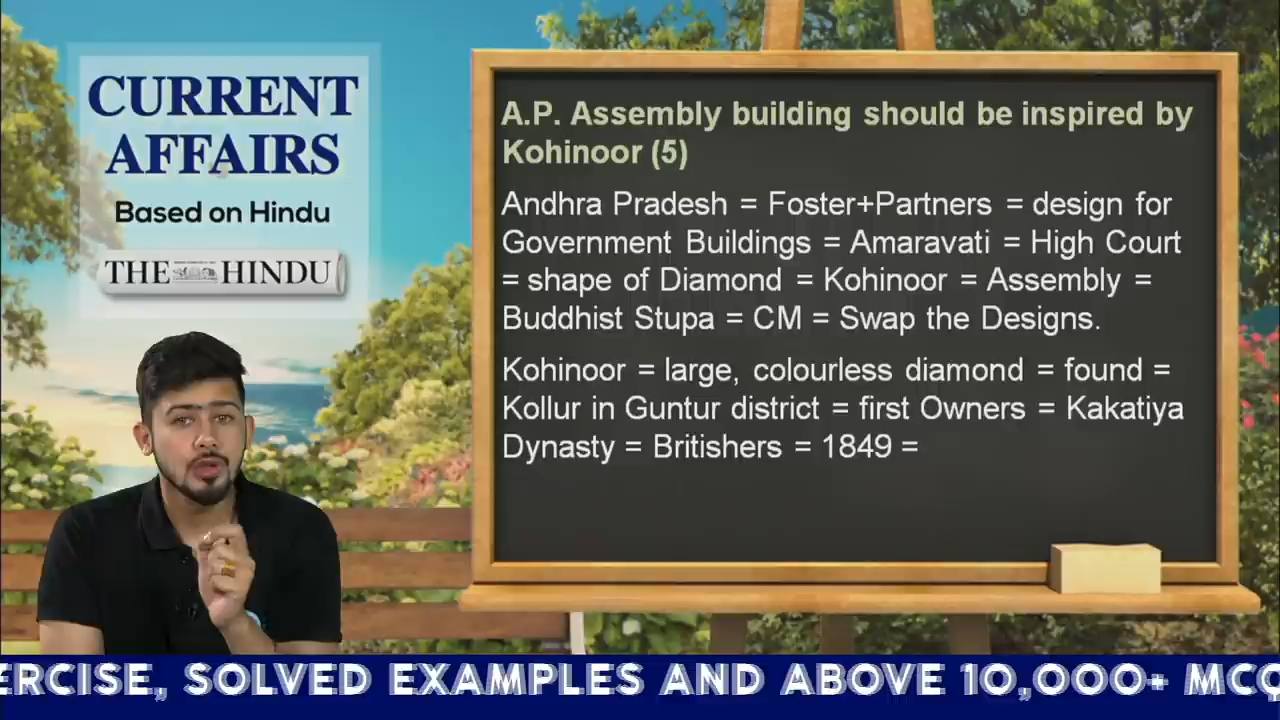 CURRENT
AFFAIRS
Based on Hindu
THE HINDU
A.P. Assembly building should be inspired by
Kohinoor (5)
Andhra Pradesh = Foster+Partners = design for
Government Buildings = Amaravati = High Court
= shape of Diamond = Kohinoor = Assembly =
Buddhist Stupa = CM = Swap the Designs.
Kohinoor = large, colourless diamond = found =
Kollur in Guntur district = first Owners = Kakatiya
Dynasty = Britishers = 1849 =
ERCISE, SOLVED EXAMPLES AND ABOVE 10,000+ MCQ